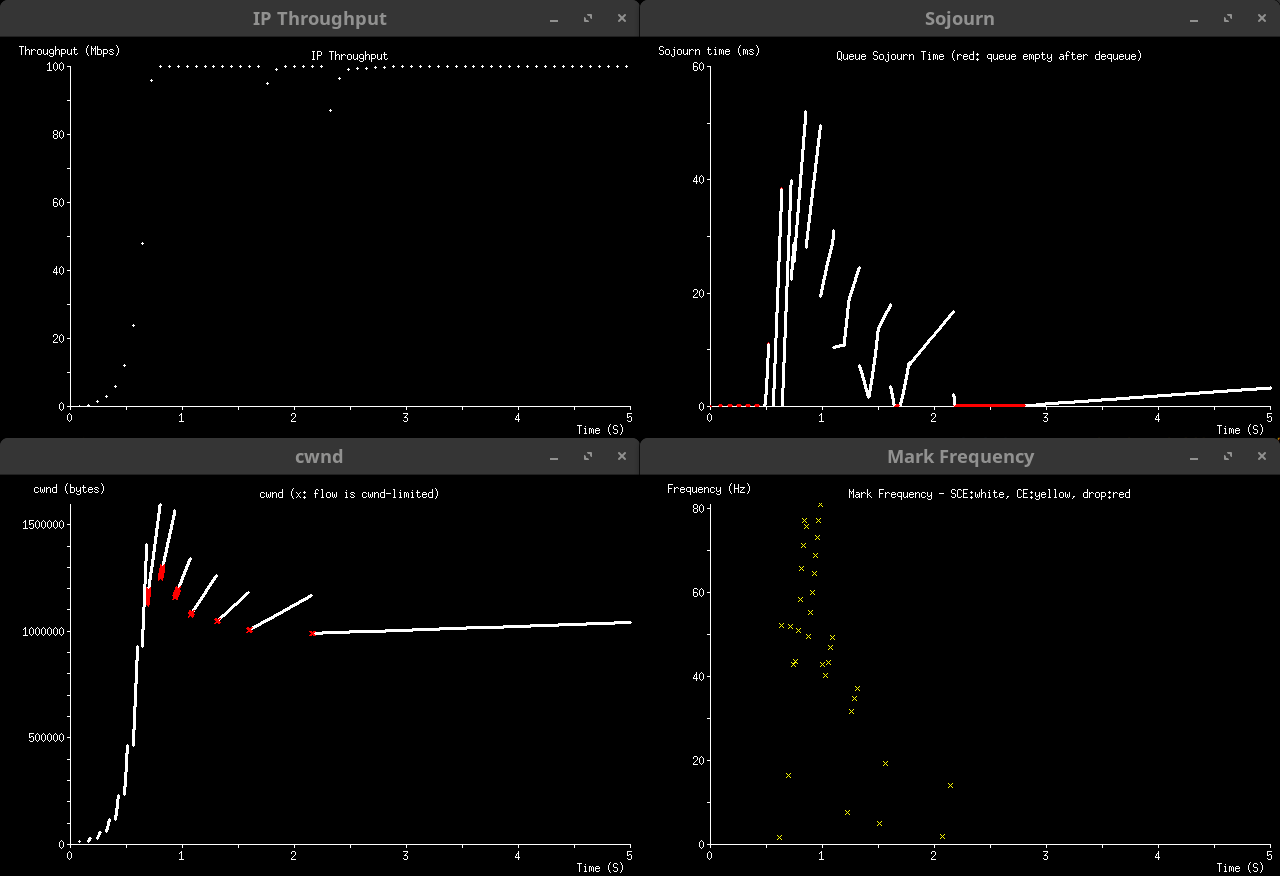 IP Throughput
Throughput (Mbps)
IP Throughput
100
80
60
40
20
0
0 1 2 3 4 5
Time (S)
Sojourn
Sojourn time (ms)
Queue Sojourn Time (red: queue empty after dequeue)
60
40
20
0
0 1 2 3 4 5
Time (S)
cwnd
cwnd (bytes)
cwnd (x: flow is cwnd-limited)
1500000
1000000
500000
0
0 1 2 3 4 5
Time (S)
Mark Frequency
Frequency (Hz)
Mark Frequency - SCE:white, CE:yellow, drop:red
80
60
40
20
0
0 1 2 3 4 5
Time (S)